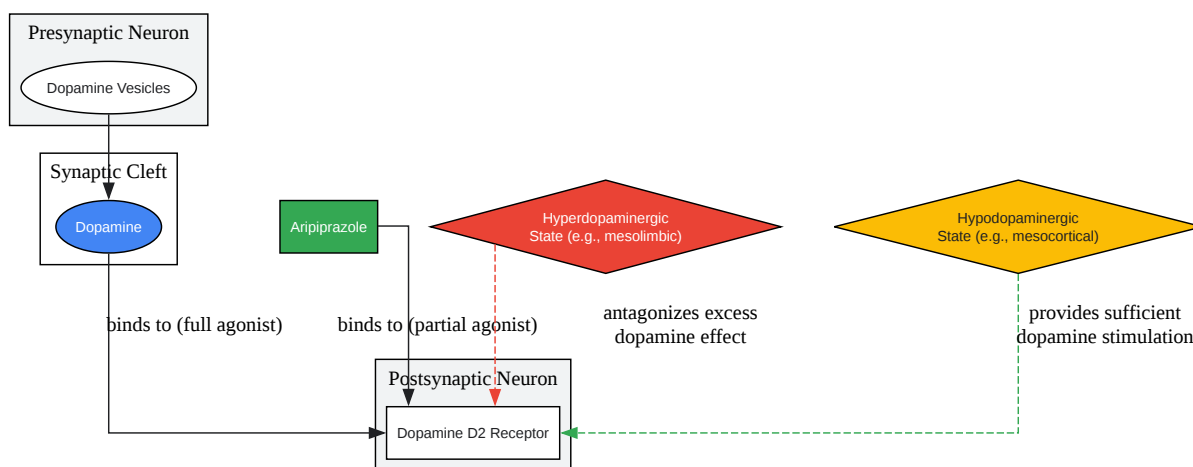 Presynaptic Neuron
Dopamine Vesicles
Synaptic Cleft
Dopamine
Aripiprazole
Hyperdopaminergic
State (e.g., mesolimbic)
Hypodopaminergic
State (e.g., mesocortical)
binds to (full agonist)
binds to (partial agonist)
antagonizes excess
dopamine effect
provides sufficient
dopamine stimulation
Postsynaptic Neuron
Dopamine D2 Receptor